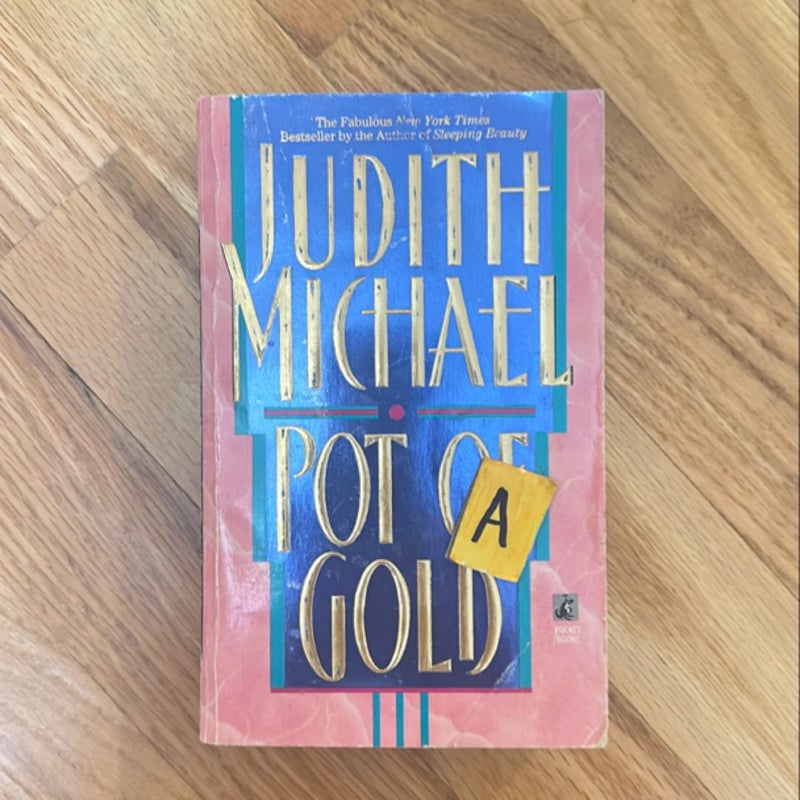 The Fabulous New York Times
Bestseller by the Author of Sleeping Beauty
JUDITH
MICHAEL
POT OF
A
GOLD
POCKET
BOOKS